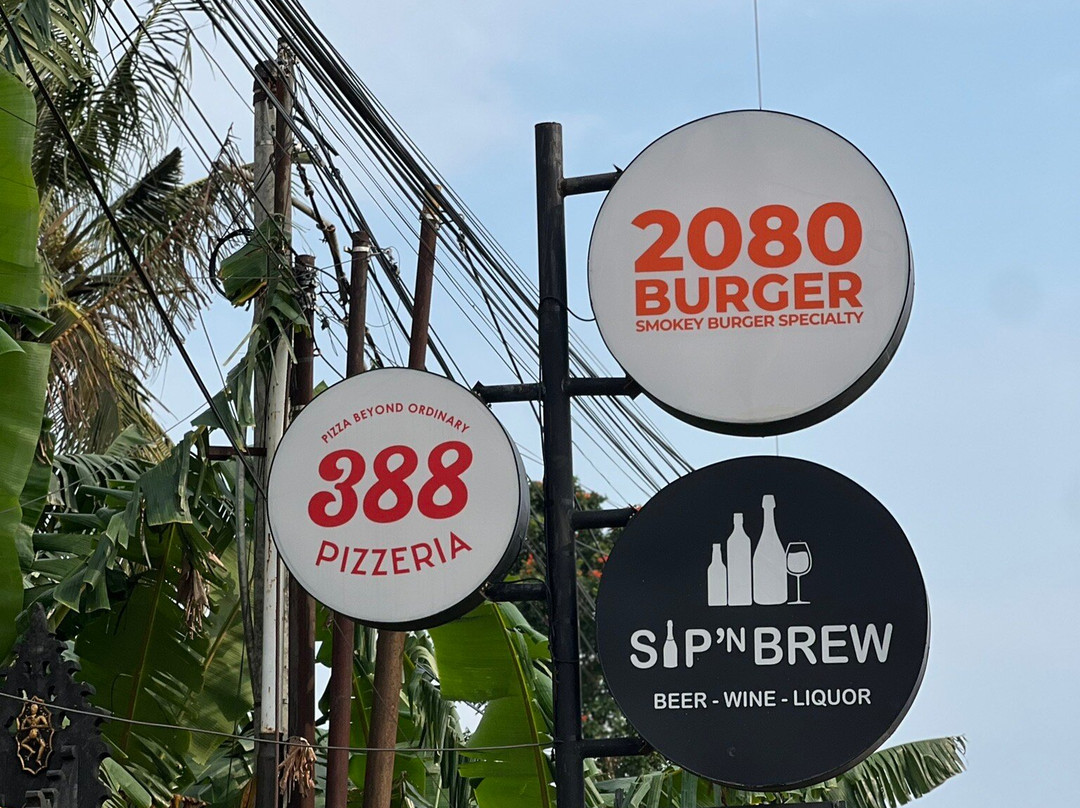 2080
BURGER
SMOKEY BURGER SPECIALTY
PIZZA BEYOND ORDINARY
388
PIZZERIA
SIP'N BREW
BEER - WINE - LIQUOR